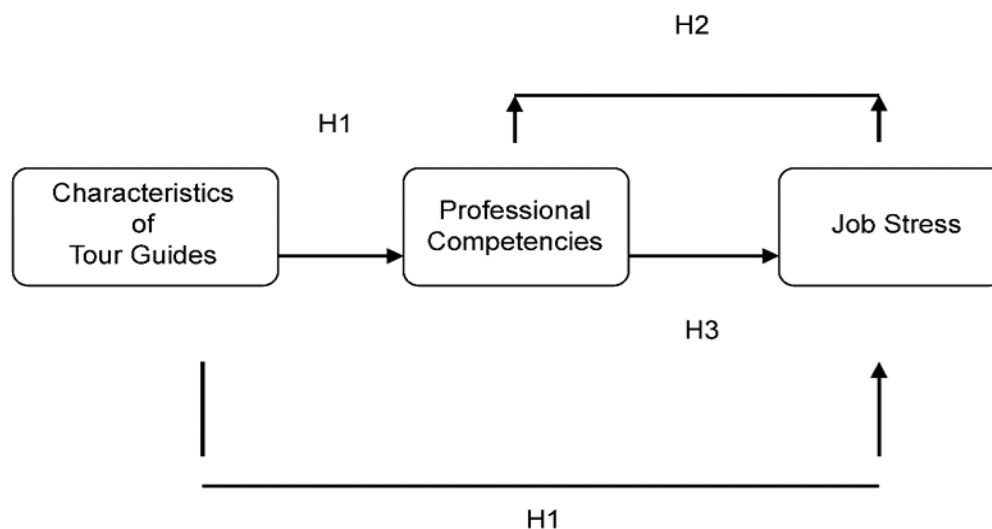 H2
H1
Characteristics
of
Tour Guides
Professional
Competencies
Job Stress
H3
H1